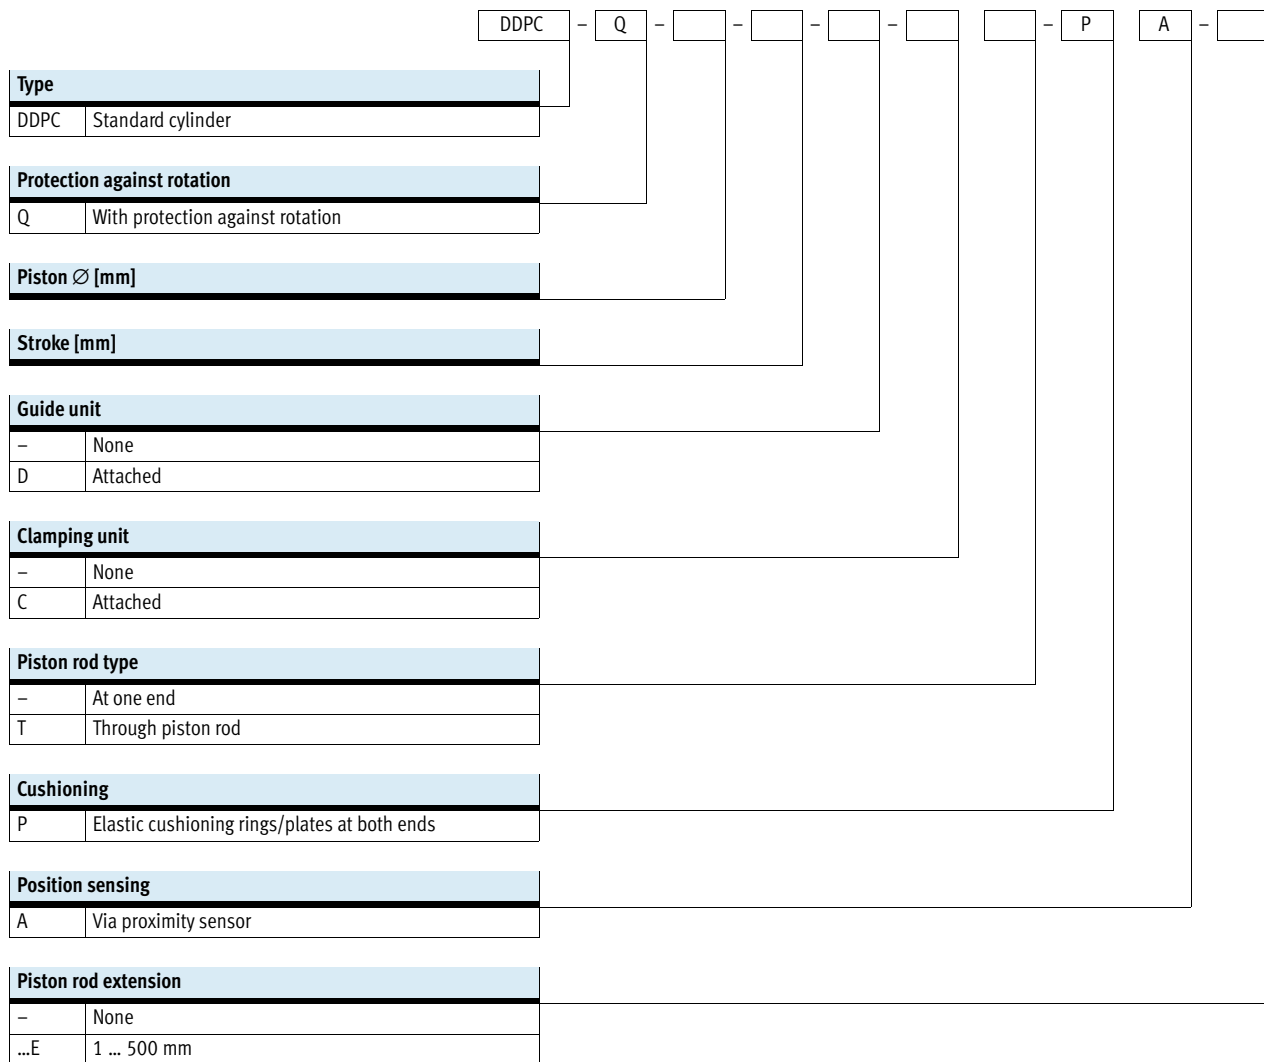 DDPC – Q – – – – – P A –
Type
DDPC Standard cylinder
Protection against rotation
Q With protection against rotation
Piston ∅ [mm]
Stroke [mm]
Guide unit
– None
D Attached
Clamping unit
– None
C Attached
Piston rod type
– At one end
T Through piston rod
Cushioning
P Elastic cushioning rings/plates at both ends
Position sensing
A Via proximity sensor
Piston rod extension
– None
...E 1 ... 500 mm